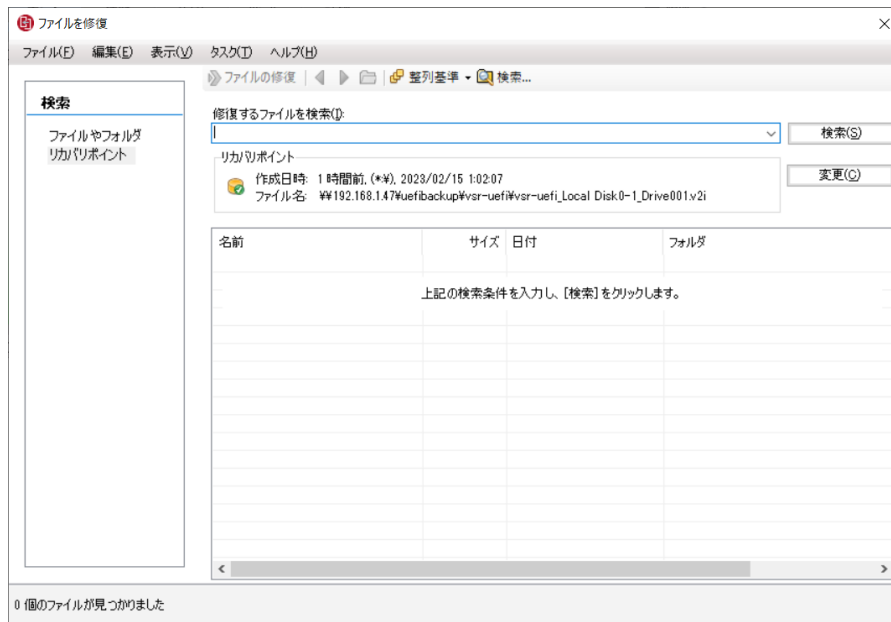 ファイルを修復
ファイル(F) 編集(E) 表示(V) タスク(T) ヘルプ(H)
ファイルの修復 整列基準 検索...
検索
ファイルやフォルダ
リカバリポイント
修復するファイルを検索(I):
検索(S)
リカバリポイント
作成日時: 1 時間前, (*:¥), 2023/02/15 1:02:07
ファイル名: ¥¥192.168.1.47¥uefibackup¥vsr-uefi¥vsr-uefi_Local Disk0-1_Drive001.v2i
変更(C)
名前 サイズ 日付 フォルダ
上記の検索条件を入力し、[検索]をクリックします。
0 個のファイルが見つかりました